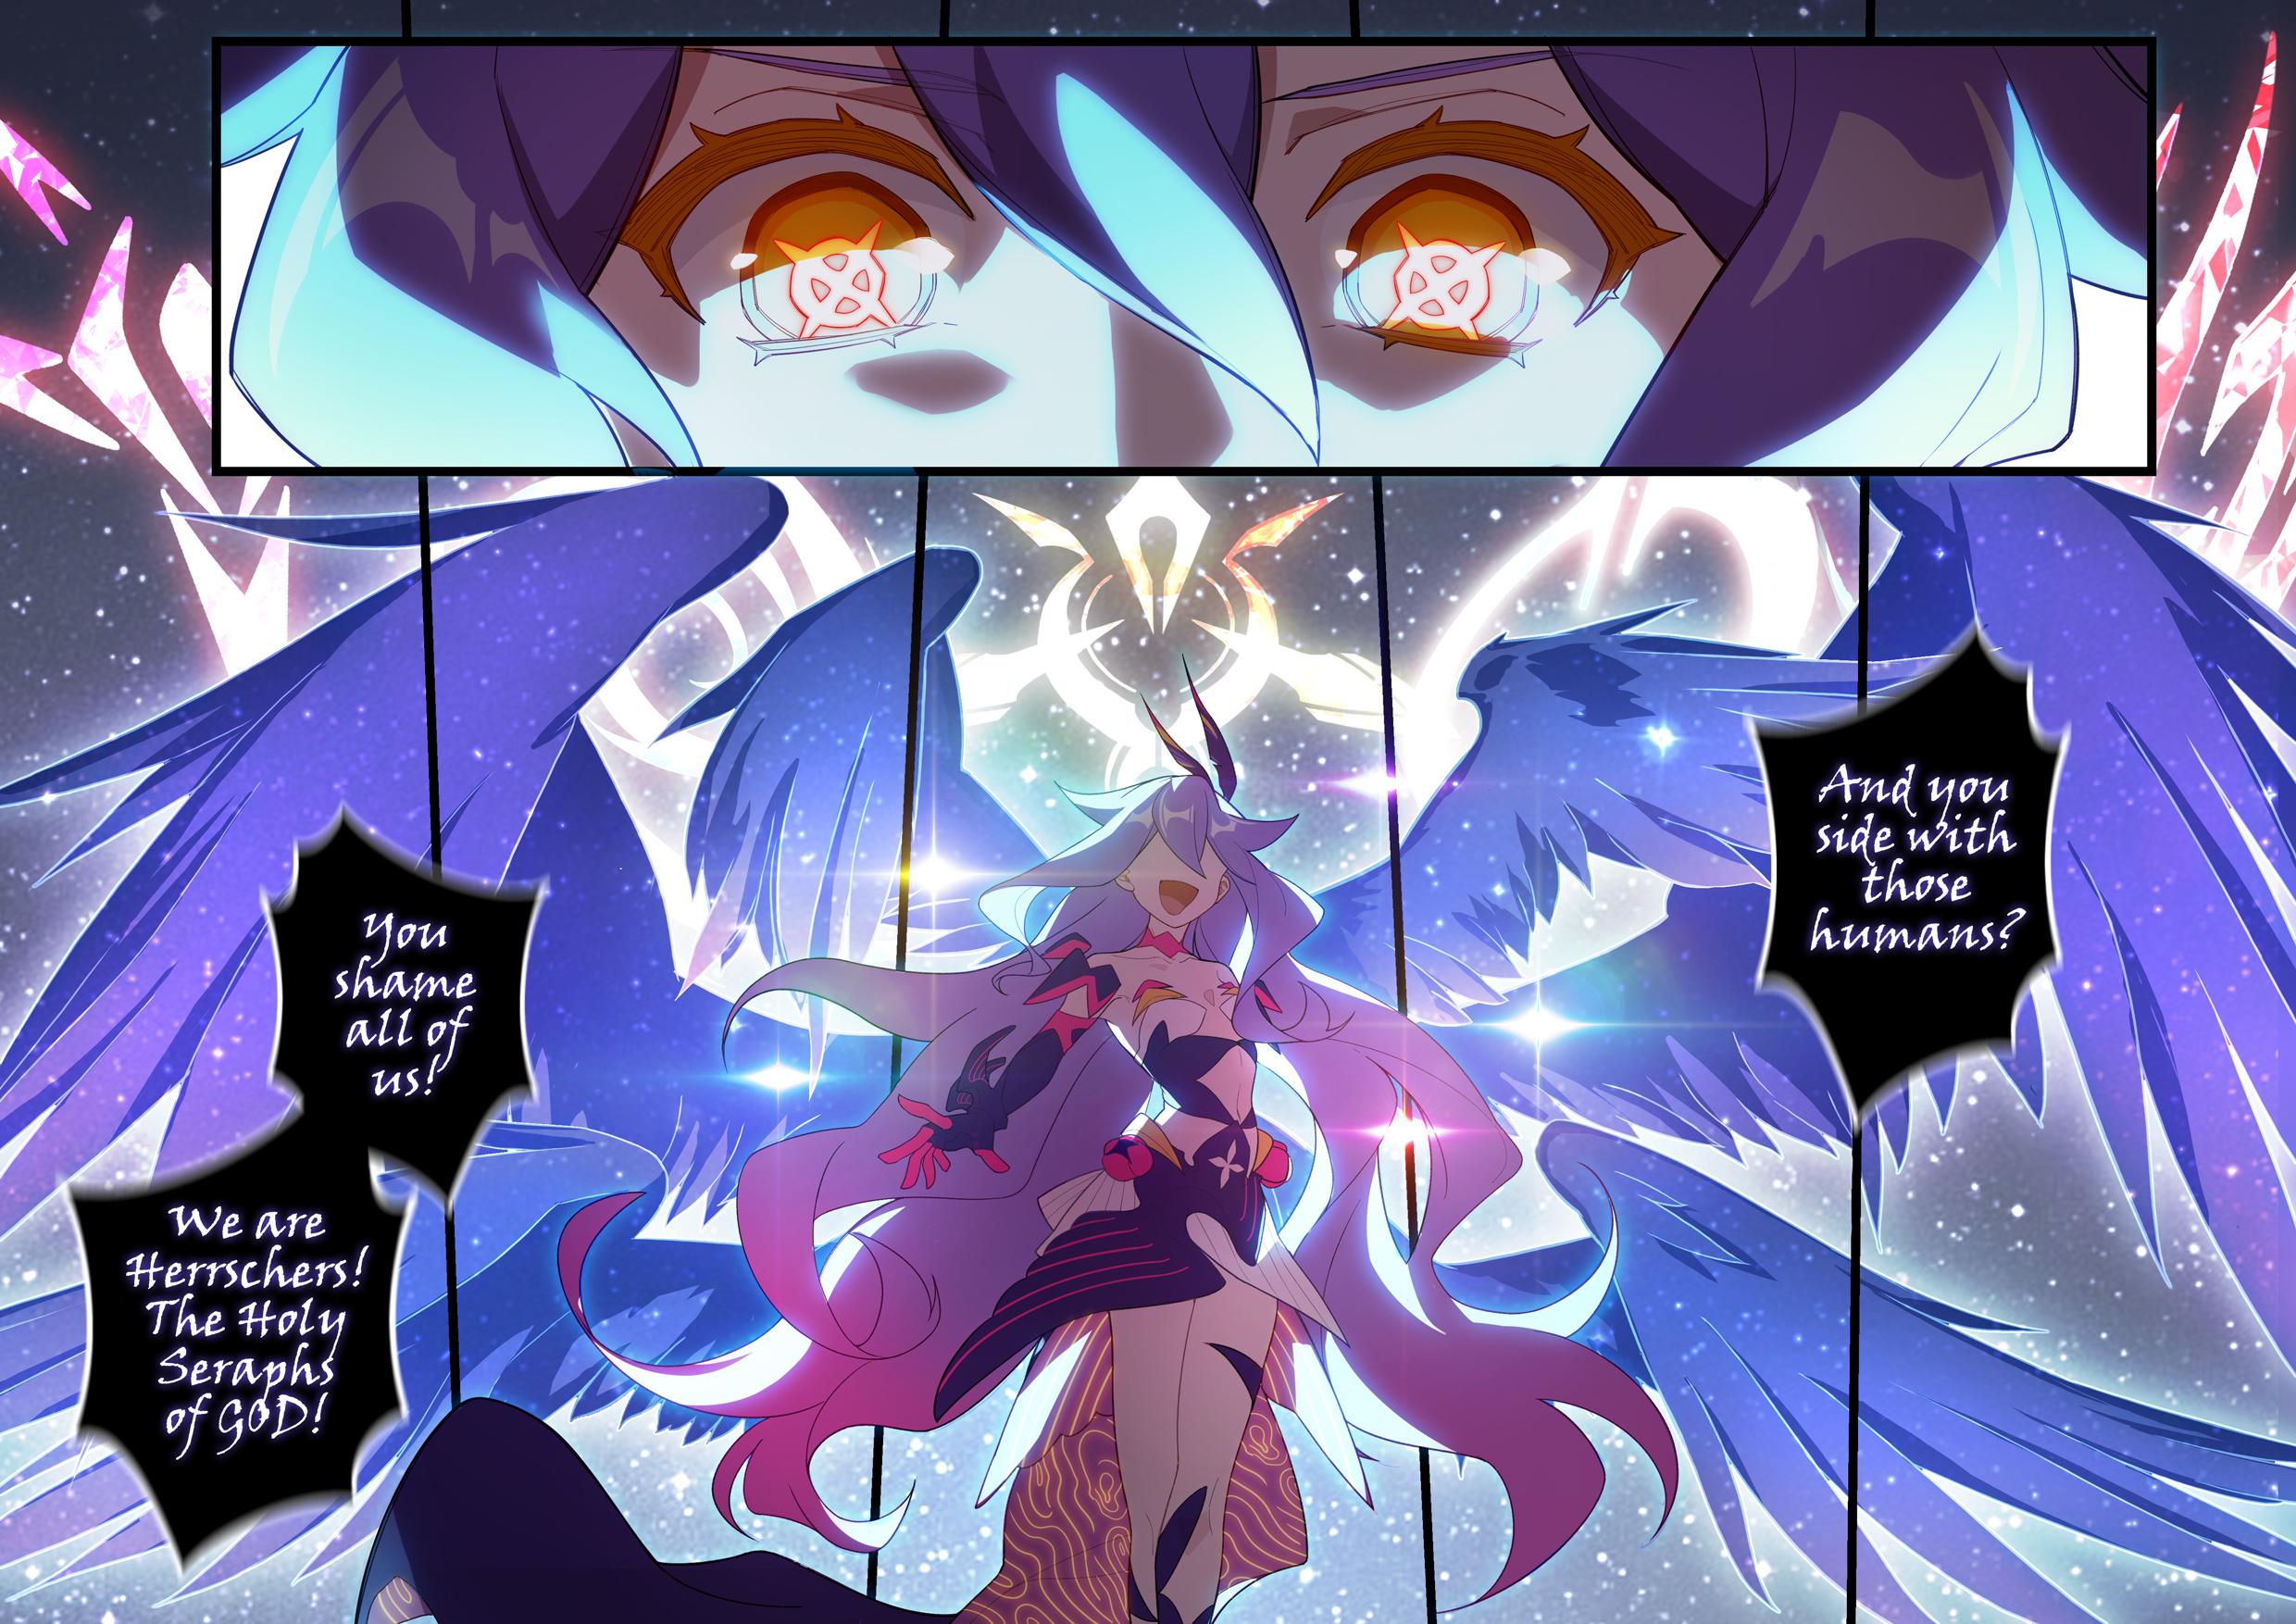 And you
side with
those
humans?
You
shame
all of
us!
We are
Herrschers!
The Holy
Seraphs
of GOD!